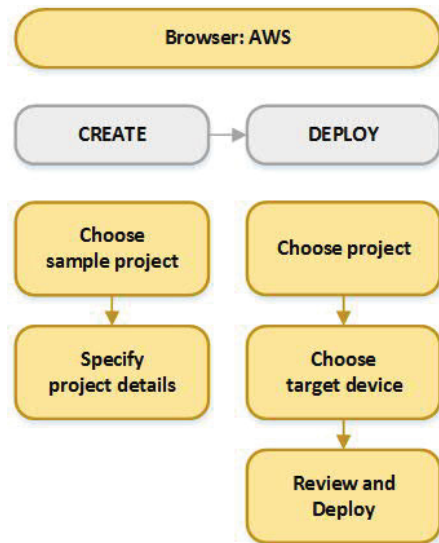 Browser: AWS
CREATE
DEPLOY
Choose
sample project
Specify
project details
Choose project
Choose
target device
Review and
Deploy